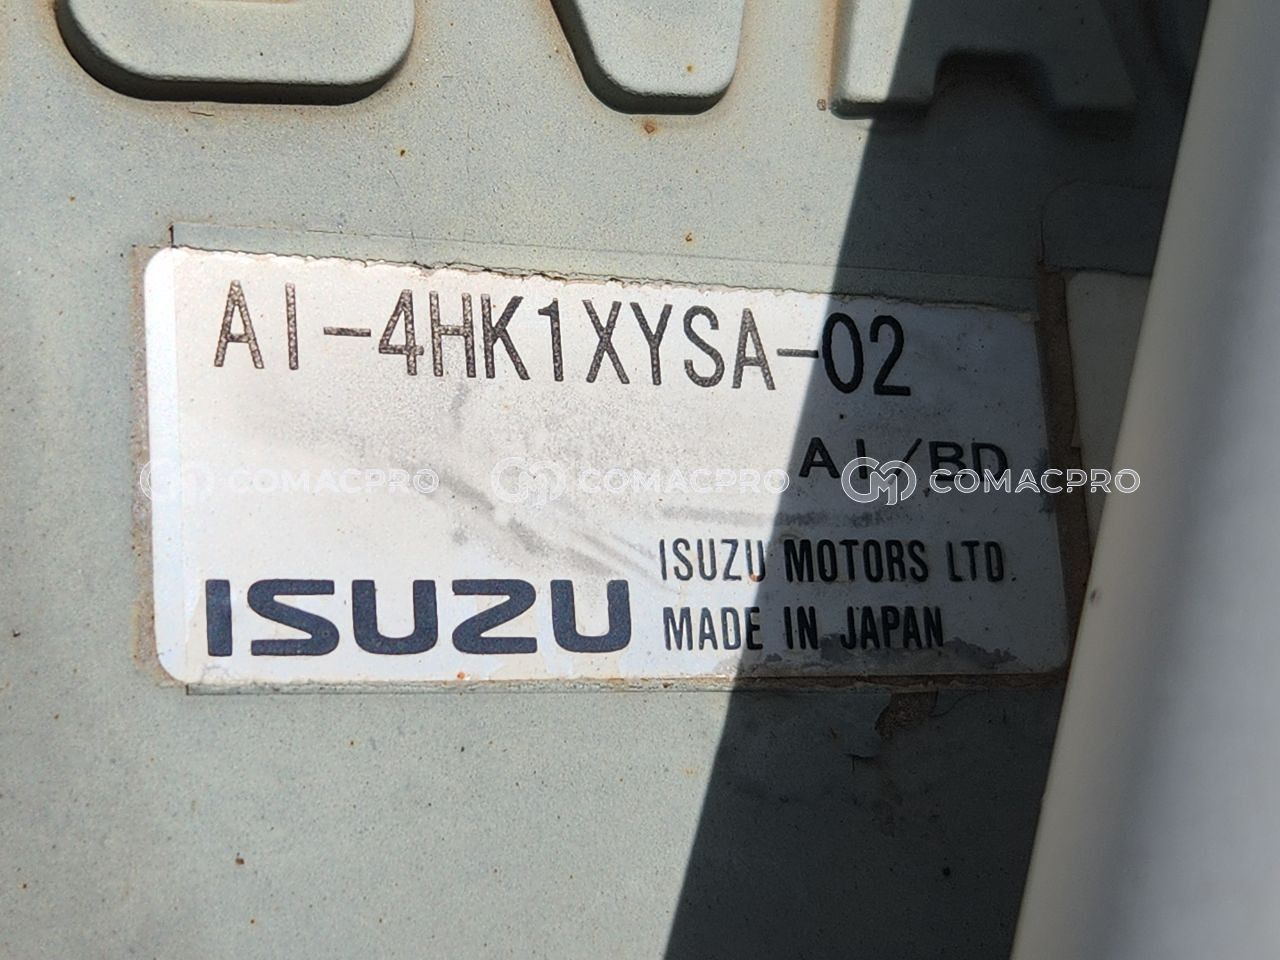 AI-4HK1XYSA-02
AI/BD
ISUZU
ISUZU MOTORS LTD.
MADE IN JAPAN
COMACPRO COMACPRO COMACPRO